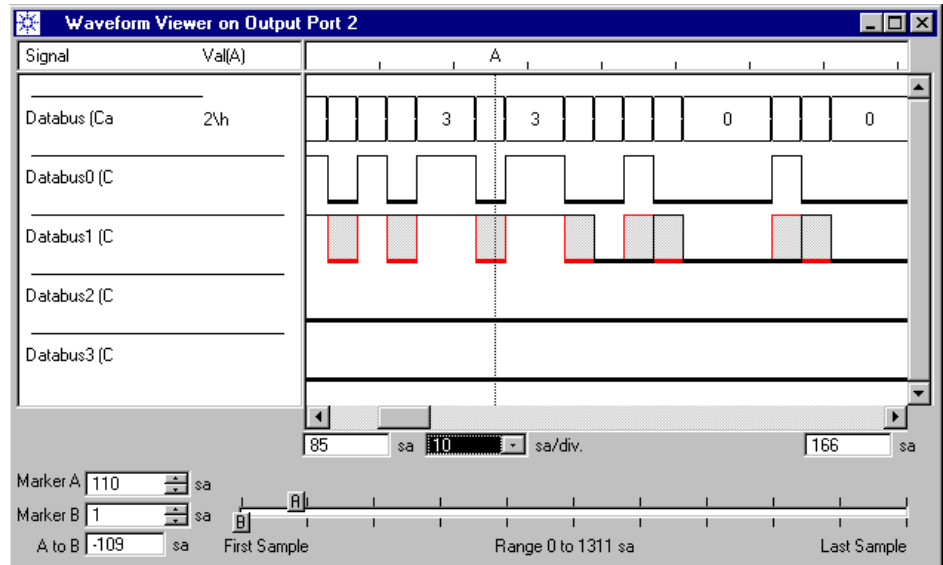 Waveform Viewer on Output Port 2
Signal Val(A) A
Databus (Ca 2\h 3 3 0 0
Databus0 (C
Databus1 (C
Databus2 (C
Databus3 (C
85 sa 10 sa/div. 166 sa
Marker A 110 sa A
Marker B 1 sa B
A to B -109 sa First Sample Range 0 to 1311 sa Last Sample